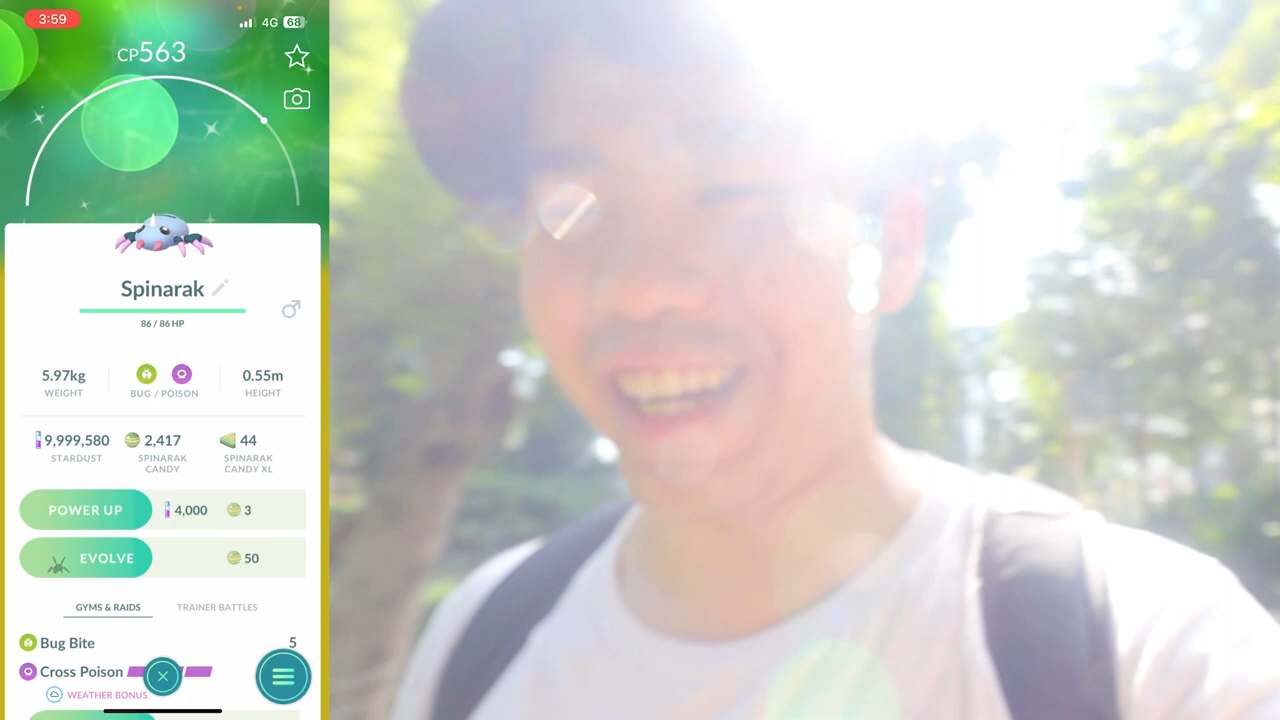 3:59
4G 68
CP563
Spinarak
86 / 86 HP
5.97kg
WEIGHT
BUG / POISON
0.55m
HEIGHT
9,999,580
STARDUST
2,417
SPINARAK
CANDY
44
SPINARAK
CANDY XL
POWER UP 4,000 3
EVOLVE 50
GYMS & RAIDS TRAINER BATTLES
Bug Bite 5
Cross Poison
WEATHER BONUS